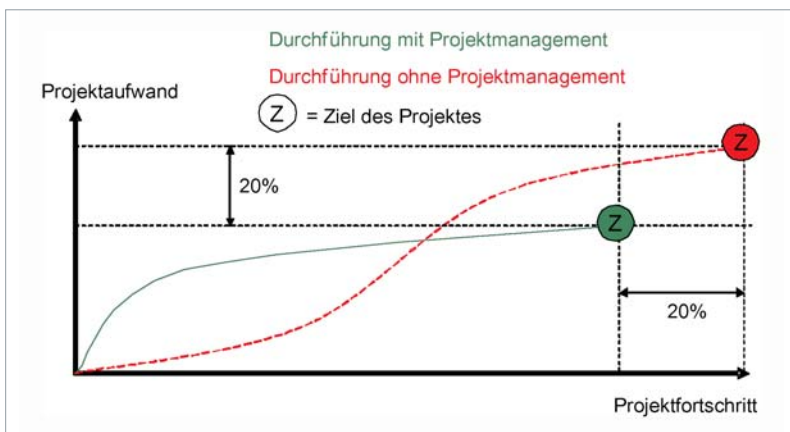 Durchführung mit Projektmanagement
Durchführung ohne Projektmanagement
Projektaufwand
Z = Ziel des Projektes
Z
20%
Z
20%
Projektfortschritt